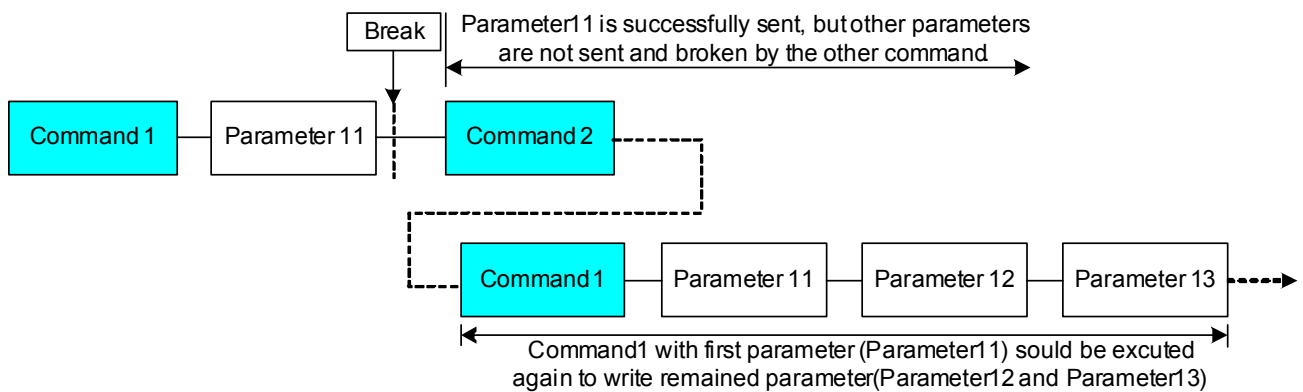 Break
Parameter11 is successfully sent, but other parameters
are not sent and broken by the other command.
Command 1
Parameter 11
Command 2
Command1
Parameter 11
Parameter 12
Parameter 13
Command1 with first parameter (Parameter11) sould be excuted
again to write remained parameter(Parameter12 and Parameter13)